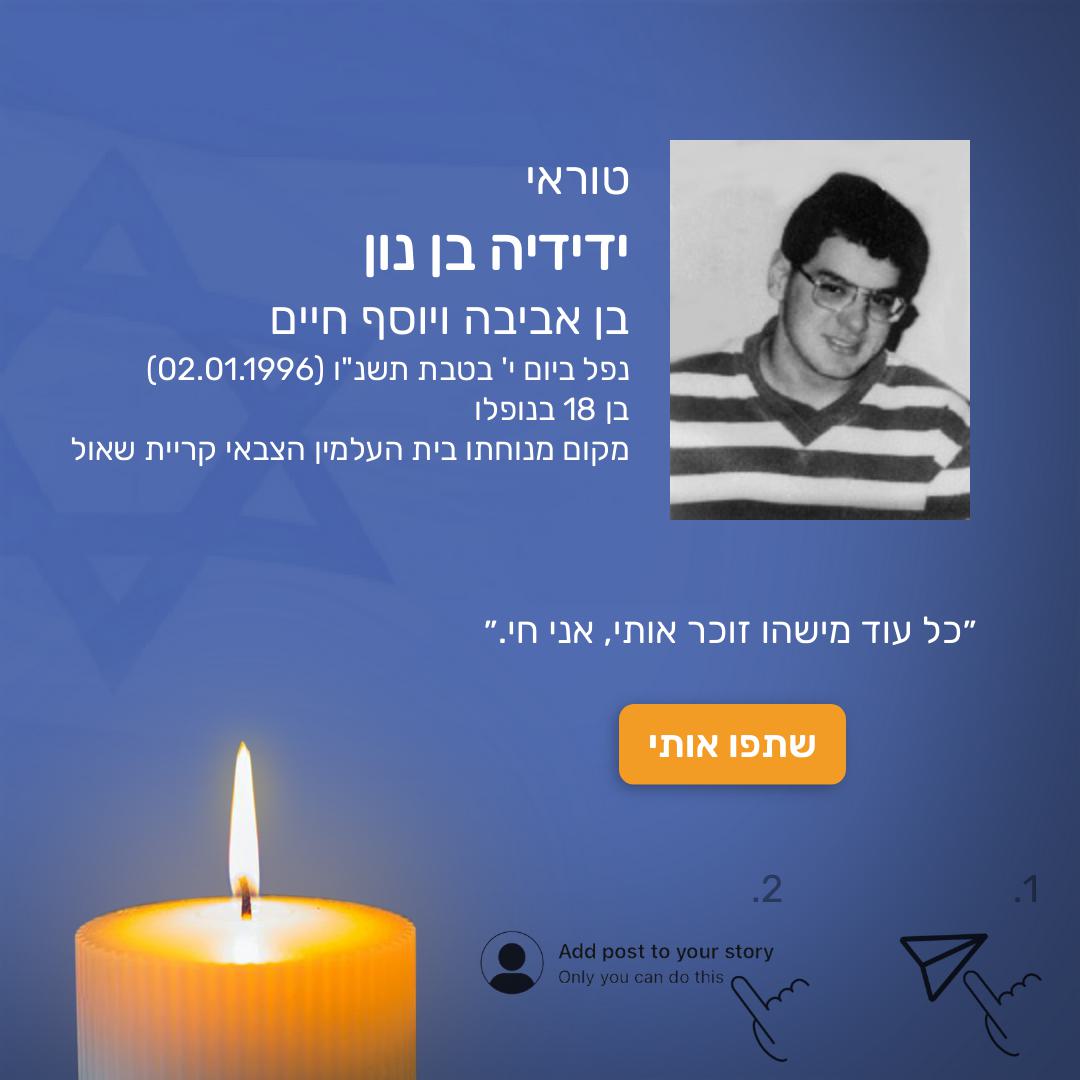 טוראי
ידידיה בן נון
בן אביבה ויוסף חיים
נפל ביום י' בטבת תשנ"ו (02.01.1996)
בן 18 בנופלו
מקום מנוחתו בית העלמין הצבאי קריית שאול
״כל עוד מישהו זוכר אותי, אני חי.״
שתפו אותי
.1
.2
Add post to your story
Only you can do this